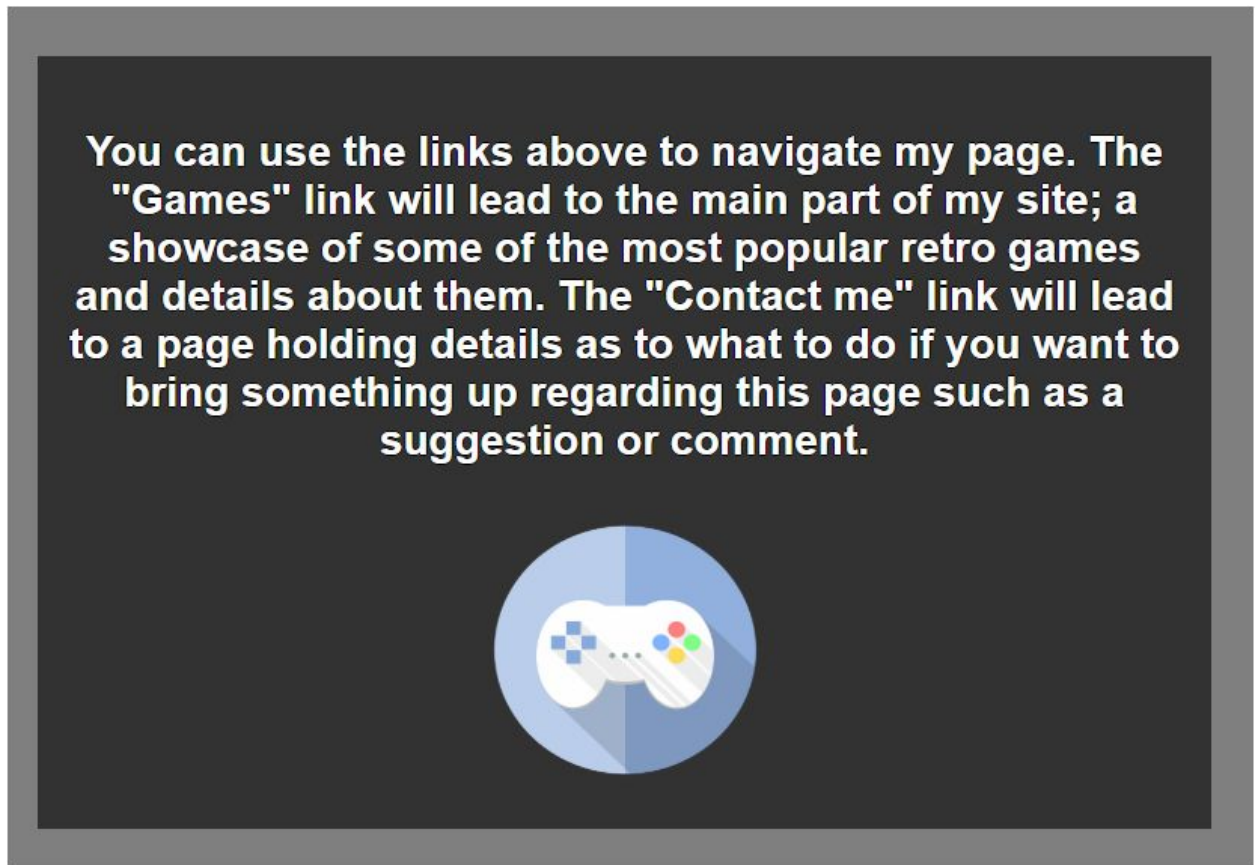 You can use the links above to navigate my page. The
"Games" link will lead to the main part of my site; a
showcase of some of the most popular retro games
and details about them. The "Contact me" link will lead
to a page holding details as to what to do if you want to
bring something up regarding this page such as a
suggestion or comment.